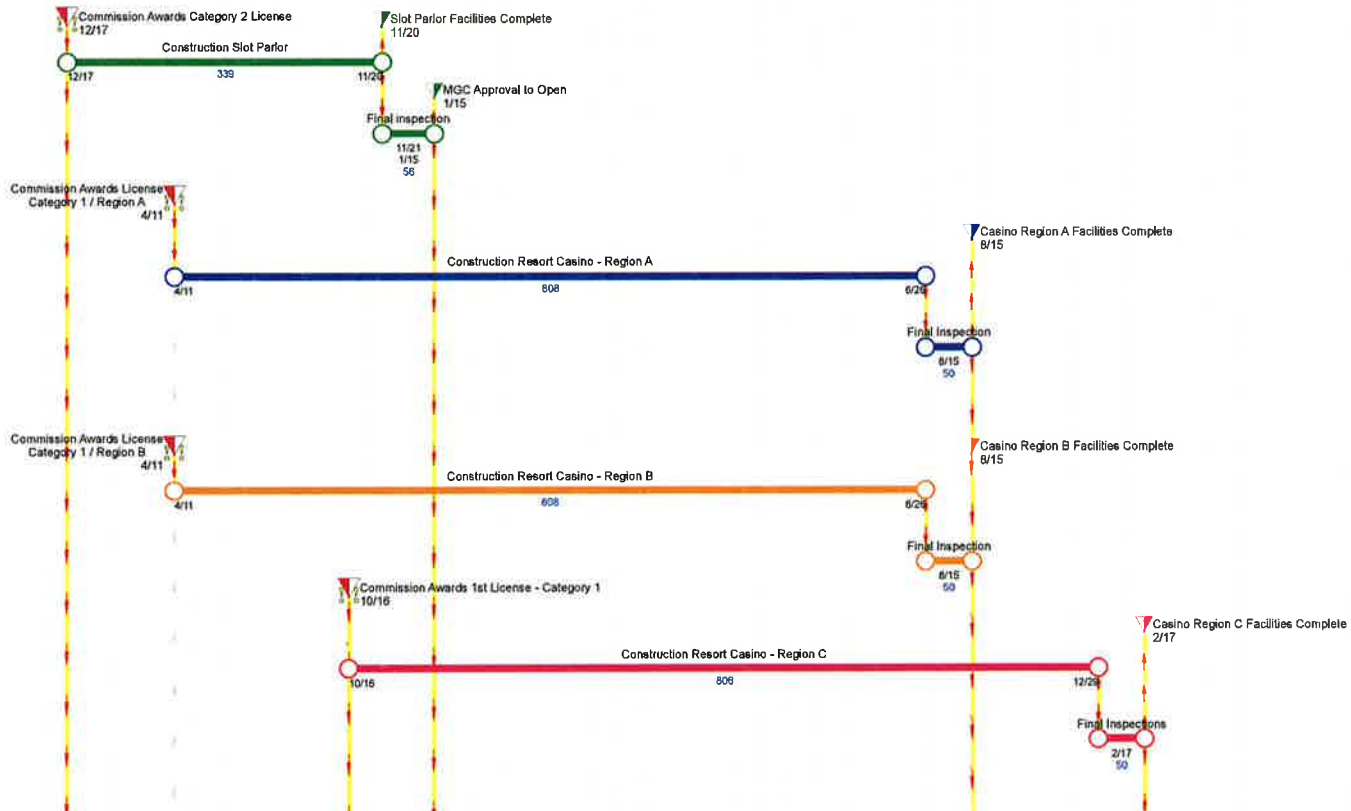 Commission Awards Category 2 License
12/17
Slot Parlor Facilities Complete
11/20
Construction Slot Parlor
12/17
339
11/20
MGC Approval to Open
1/15
Final inspection
11/21
1/15
56
Commission Awards License
Category 1 / Region A
4/11
Casino Region A Facilities Complete
8/15
Construction Resort Casino - Region A
4/11
808
6/26
Final Inspection
8/15
50
Commission Awards License
Category 1 / Region B
4/11
Casino Region B Facilities Complete
8/15
Construction Resort Casino - Region B
4/11
808
6/26
Final Inspection
8/15
50
Commission Awards 1st License - Category 1
10/16
Casino Region C Facilities Complete
2/17
Construction Resort Casino - Region C
10/16
806
12/29
Final Inspections
2/17
50